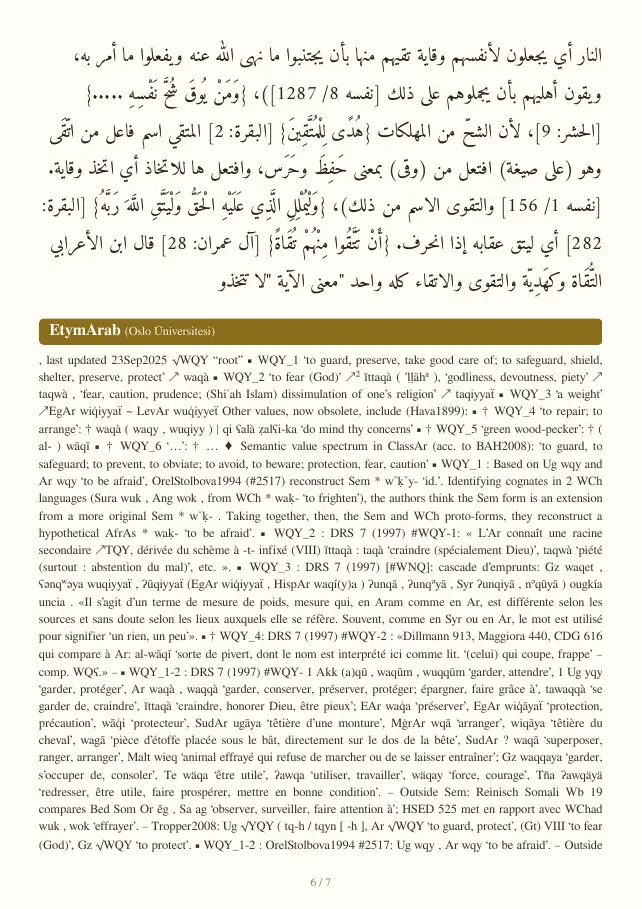 النار أي يجعلون لأنفسهم وقاية تقيهم منها بأن يجتنبوا ما نهى الله عنه ويفعلوا ما أمر به،
ويقون أهليهم بأن يحملوهم على ذلك [نفسه 8/ 1287])، {وَمَنْ يُوقَ شُحَّ نَفْسِهِ .....}
[الحشر: 9]، لأن الشحّ من المهلكات {هُدًى لِلْمُتَّقِينَ} [البقرة: 2] المتقي اسم فاعل من اتّقَى
وهو (على صيغة) افتعل من (وقى) بمعنى حَفِظَ وحَرَس، وافتعل ها للاتخاذ أي اتخذ وقاية.
[نفسه 1/ 156] والتقوى الاسم من ذلك)، {وَلْيُمْلِلِ الَّذِي عَلَيْهِ الْحَقُّ وَلْيَتَّقِ اللَّهَ رَبَّهُ} [البقرة:
282] أي ليتق عقابه إذا انحرف. {أَنْ تَتَّقُوا مِنْهُمْ تُقَاةً} [آل عمران: 28] قال ابن الأعرابي
التُّقَاة وكهَدِيّة والتقوى والاتقاء كله واحد "معنى الآية "لا تتخذو
EtymArab (Oslo Üniversitesi)
, last updated 23Sep2025 √WQY “root” ▪ WQY_1 ‘to guard, preserve, take good care of; to safeguard, shield,
shelter, preserve, protect’ ↗ waqà ▪ WQY_2 ‘to fear (God)’ ↗² ĭttaqà ( ʼḷḷāhᵃ ), ‘godliness, devoutness, piety’ ↗
taqwà , ‘fear, caution, prudence; (Shiʿah Islam) dissimulation of one’s religion’ ↗ taqiyyaẗ ▪ WQY_3 ‘a weight’
↗EgAr wiqiyyaẗ ~ LevAr wuqiyyeẗ Other values, now obsolete, include (Hava1899): ▪ † WQY_4 ‘to repair; to
arrange’: † waqà ( waqy , wuqiyy ) | qi ʕalà ẓalʕi-ka ‘do mind thy concerns’ ▪ † WQY_5 ‘green wood-pecker’: † (
al- ) wāqī ▪ † WQY_6 ‘…’: † … ♦ Semantic value spectrum in ClassAr (acc. to BAH2008): ‘to guard, to
safeguard; to prevent, to obviate; to avoid, to beware; protection, fear, caution’ ▪ WQY_1 : Based on Ug wqy and
Ar wqy ‘to be afraid’, OrelStolbova1994 (#2517) reconstruct Sem * wˇḳˇy- ‘id.’. Identifying cognates in 2 WCh
languages (Sura wuk , Ang wok , from WCh * waḳ- ‘to frighten’), the authors think the Sem form is an extension
from a more original Sem * wˇḳ- . Taking together, then, the Sem and WCh proto-forms, they reconstruct a
hypothetical AfrAs * waḳ- ‘to be afraid’. ▪ WQY_2 : DRS 7 (1997) #WQY-1: « L’Ar connaît une racine
secondaire ↗TQY, dérivée du schème à -t- infixé (VIII) ĭttaqà : taqà ‘craindre (spécialement Dieu)’, taqwà ‘piété
(surtout : abstention du mal)’, etc. ». ▪ WQY_3 : DRS 7 (1997) [#WNQ]: cascade d’emprunts: Gz waqet ,
ʕənqʷəya wuqiyyaẗ , ʔūqiyyaẗ (EgAr wiqiyyaẗ , HispAr waqí(y)a ) ʔunqā , ʔunqᵊyā , Syr ʔunqiyā , nᵊqūyā ) ougkía
uncia . «Il s’agit d’un terme de mesure de poids, mesure qui, en Aram comme en Ar, est différente selon les
sources et sans doute selon les lieux auxquels elle se réfère. Souvent, comme en Syr ou en Ar, le mot est utilisé
pour signifier ‘un rien, un peu’». ▪ † WQY_4: DRS 7 (1997) #WQY-2 : «Dillmann 913, Maggiora 440, CDG 616
qui compare à Ar: al-wāqī ‘sorte de pivert, dont le nom est interprété ici comme lit. ‘(celui) qui coupe, frappe’ –
comp. WQʕ.» – ▪ WQY_1-2 : DRS 7 (1997) #WQY- 1 Akk (a)qū , waqūm , wuqqūm ‘garder, attendre’, 1 Ug yqy
‘garder, protéger’, Ar waqà , waqqà ‘garder, conserver, préserver, protéger; épargner, faire grâce à’, tawaqqà ‘se
garder de, craindre’, ĭttaqà ‘craindre, honorer Dieu, être pieux’; EAr waqa ‘préserver’, EgAr wiqāyaẗ ‘protection,
précaution’, wāqi ‘protecteur’, SudAr ugāya ‘têtière d’une monture’, MġrAr wqā ‘arranger’, wiqāya ‘têtière du
cheval’, wagā ‘pièce d’étoffe placée sous le bât, directement sur le dos de la bête’, SudAr ? waqā ‘superposer,
ranger, arranger’, Malt wieq ‘animal effrayé qui refuse de marcher ou de se laisser entraîner’; Gz waqqaya ‘garder,
s’occuper de, consoler’, Te wäqa ‘être utile’, ʔawqa ‘utiliser, travailler’, wäqay ‘force, courage’, Tña ʔawqäyä
‘redresser, être utile, faire prospérer, mettre en bonne condition’. – Outside Sem: Reinisch Somali Wb 19
compares Bed Som Or ēg , Sa ag ‘observer, surveiller, faire attention à’; HSED 525 met en rapport avec WChad
wuk , wok ‘effrayer’. – Tropper2008: Ug √YQY ( tq-h / tqyn [ -h ], Ar √WQY ‘to guard, protect’, (Gt) VIII ‘to fear
(God)’, Gz √WQY ‘to protect’. ▪ WQY_1-2 : OrelStolbova1994 #2517: Ug wqy , Ar wqy ‘to be afraid’. – Outside
6 / 7